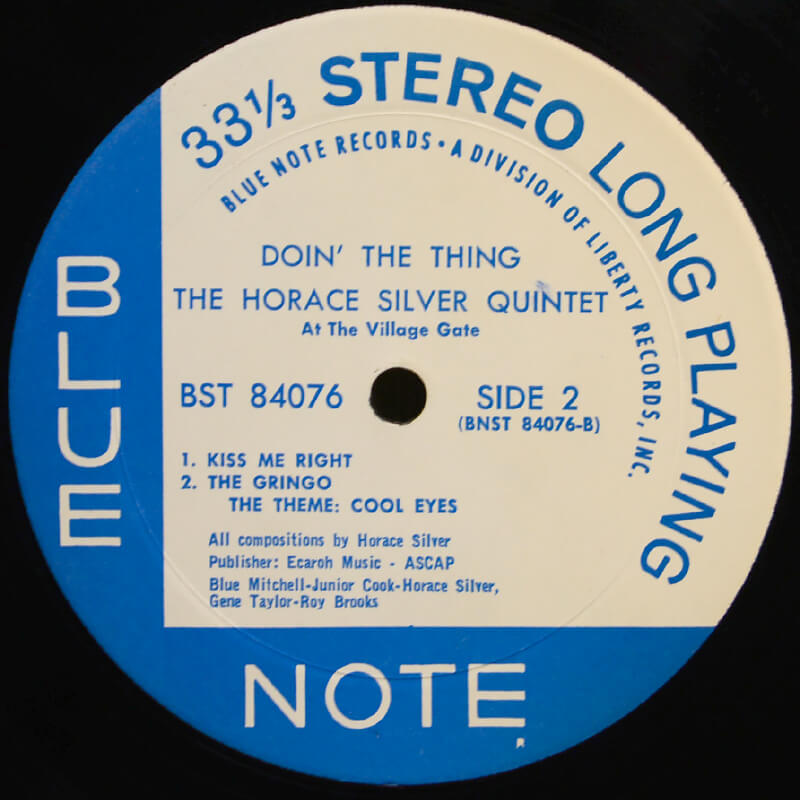 33 1/3 STEREO LONG PLAYING
BLUE NOTE RECORDS • A DIVISION OF LIBERTY RECORDS, INC.
DOIN' THE THING
THE HORACE SILVER QUINTET
At The Village Gate
BST 84076
SIDE 2
(BNST 84076-B)
1. KISS ME RIGHT
2. THE GRINGO
THE THEME: COOL EYES
All compositions by Horace Silver
Publisher: Ecaroh Music - ASCAP
Blue Mitchell-Junior Cook-Horace Silver,
Gene Taylor-Roy Brooks
BLUE
NOTE
R